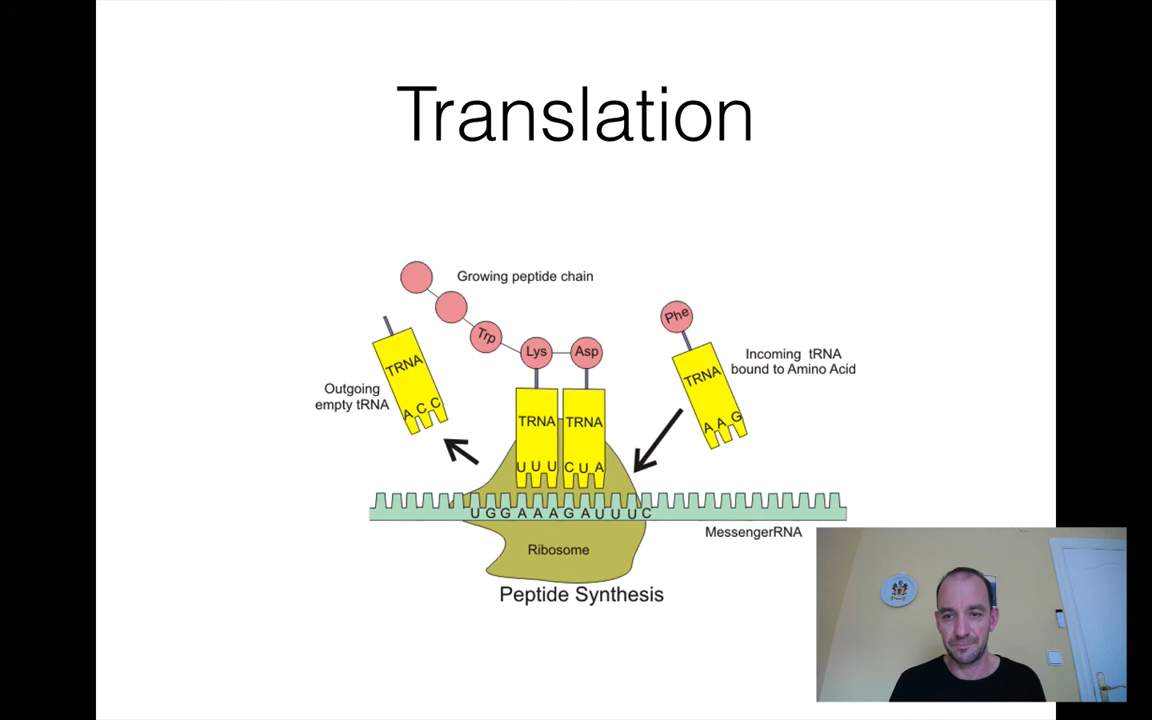 Translation
Growing peptide chain
Trp
Lys
Asp
Phe
TRNA
TRNA
TRNA
TRNA
Incoming tRNA
bound to Amino Acid
Outgoing
empty tRNA
A C C
U U U
C U A
A A G
U G G A A A G A U U U C
MessengerRNA
Ribosome
Peptide Synthesis